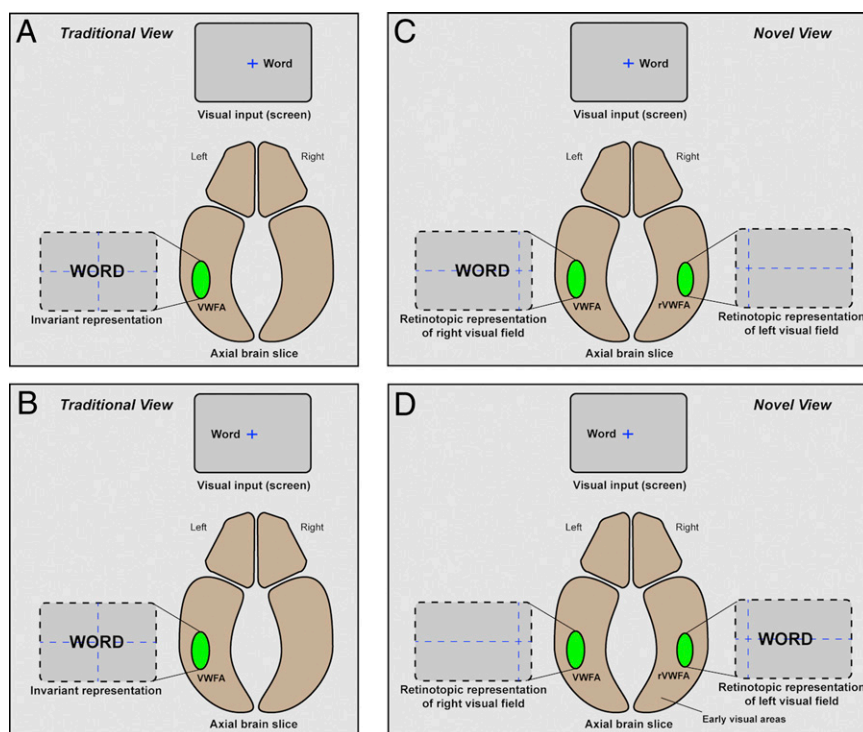 A
Traditional View
Word
Visual input (screen)
Left
Right
WORD
VWFA
Invariant representation
Axial brain slice
C
Novel View
Word
Visual input (screen)
Left
Right
WORD
VWFA
rVWFA
Retinotopic representation
of right visual field
Retinotopic representation
of left visual field
Axial brain slice
B
Traditional View
Word
Visual input (screen)
Left
Right
WORD
VWFA
Invariant representation
Axial brain slice
D
Novel View
Word
Visual input (screen)
Left
Right
WORD
VWFA
rVWFA
Retinotopic representation
of right visual field
Retinotopic representation
of left visual field
Axial brain slice
Early visual areas